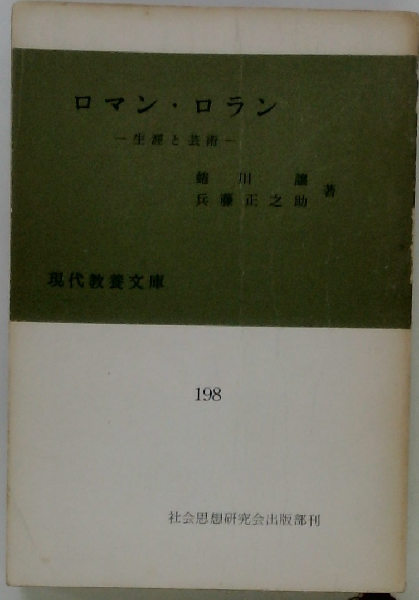 ロマン・ロラン
―生涯と芸術―
蜷川譲
兵藤正之助 著
現代教養文庫
198
社会思想研究会出版部刊